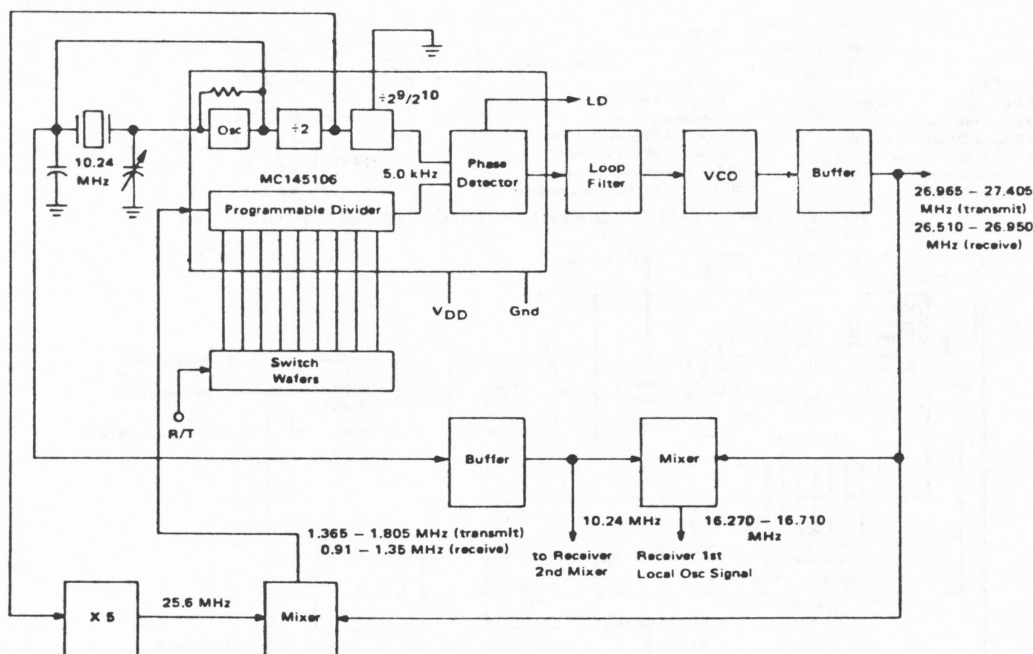 ÷2⁹/2¹⁰
LD
Osc
÷2
10.24
MHz
MC145106
5.0 kHz
Phase
Detector
Loop
Filter
VCO
Buffer
26.965 – 27.405
MHz (transmit)
26.510 – 26.950
MHz (receive)
Programmable Divider
VDD
Gnd
Switch
Wafers
R/T
Buffer
Mixer
1.365 – 1.805 MHz (transmit)
0.91 – 1.35 MHz (receive)
10.24 MHz
16.270 – 16.710
MHz
to Receiver
2nd Mixer
Receiver 1st
Local Osc Signal
X 5
25.6 MHz
Mixer